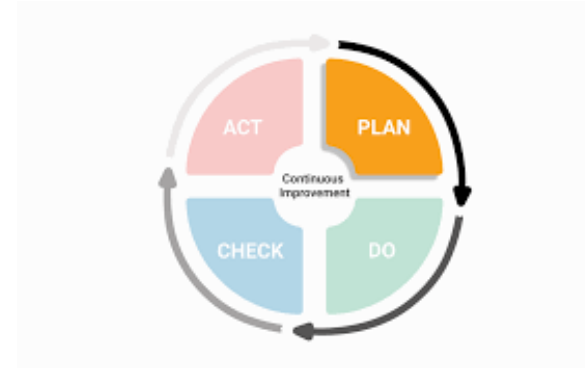 ACT
PLAN
Continuous
Improvement
CHECK
DO